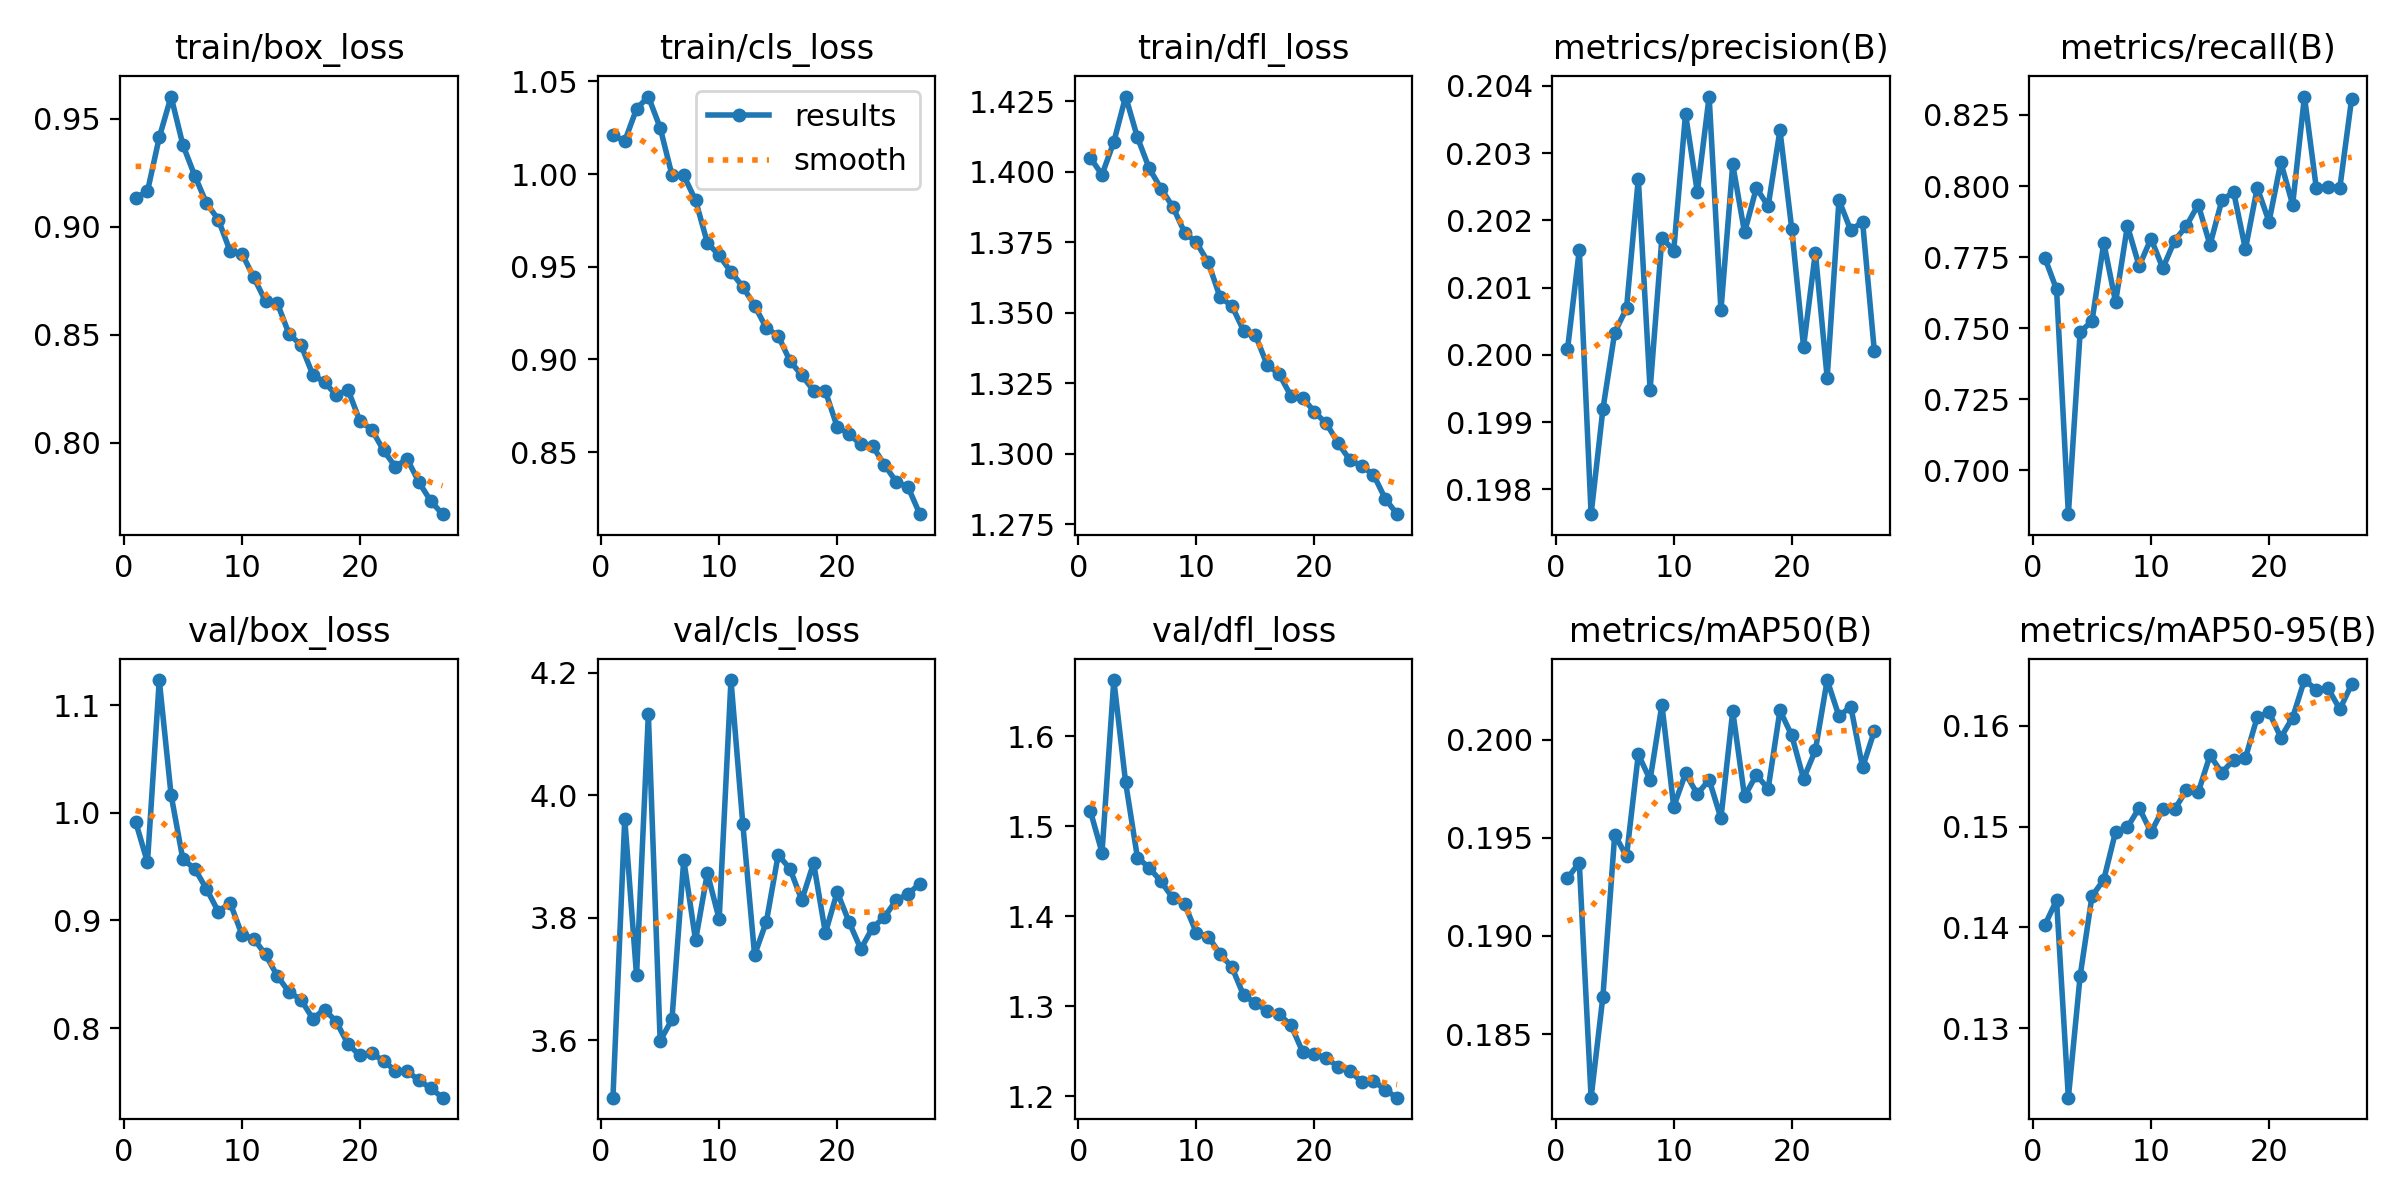 train/box_loss
0.95
0.90
0.85
0.80
0 10 20
train/cls_loss
results
smooth
1.05
1.00
0.95
0.90
0.85
0 10 20
train/dfl_loss
1.425
1.400
1.375
1.350
1.325
1.300
1.275
0 10 20
metrics/precision(B)
0.204
0.203
0.202
0.201
0.200
0.199
0.198
0 10 20
metrics/recall(B)
0.825
0.800
0.775
0.750
0.725
0.700
0 10 20
val/box_loss
1.1
1.0
0.9
0.8
0 10 20
val/cls_loss
4.2
4.0
3.8
3.6
0 10 20
val/dfl_loss
1.6
1.5
1.4
1.3
1.2
0 10 20
metrics/mAP50(B)
0.200
0.195
0.190
0.185
0 10 20
metrics/mAP50-95(B)
0.16
0.15
0.14
0.13
0 10 20